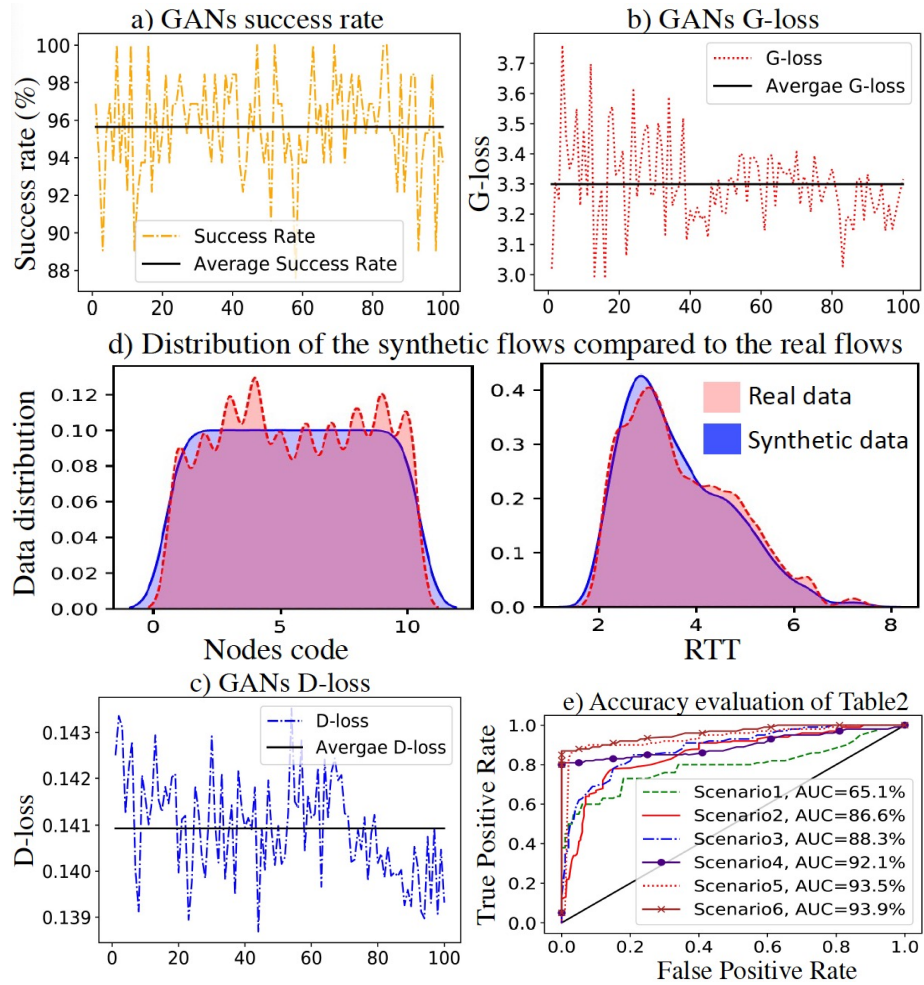 a) GANs success rate
Success rate (%)
100
98
96
94
92
90
88
Success Rate
Average Success Rate
0 20 40 60 80 100
b) GANs G-loss
G-loss
3.7
3.6
3.5
3.4
3.3
3.2
3.1
3.0
G-loss
Avergae G-loss
0 20 40 60 80 100
d) Distribution of the synthetic flows compared to the real flows
Data distribution
0.12
0.10
0.08
0.06
0.04
0.02
0.00
0 5 10
Nodes code
0.4
0.3
0.2
0.1
0.0
Real data
Synthetic data
2 4 6 8
RTT
c) GANs D-loss
D-loss
0.143
0.142
0.141
0.140
0.139
D-loss
Avergae D-loss
0 20 40 60 80 100
e) Accuracy evaluation of Table2
True Positive Rate
1.0
0.8
0.6
0.4
0.2
0.0
Scenario1, AUC=65.1%
Scenario2, AUC=86.6%
Scenario3, AUC=88.3%
Scenario4, AUC=92.1%
Scenario5, AUC=93.5%
Scenario6, AUC=93.9%
0.0 0.2 0.4 0.6 0.8 1.0
False Positive Rate